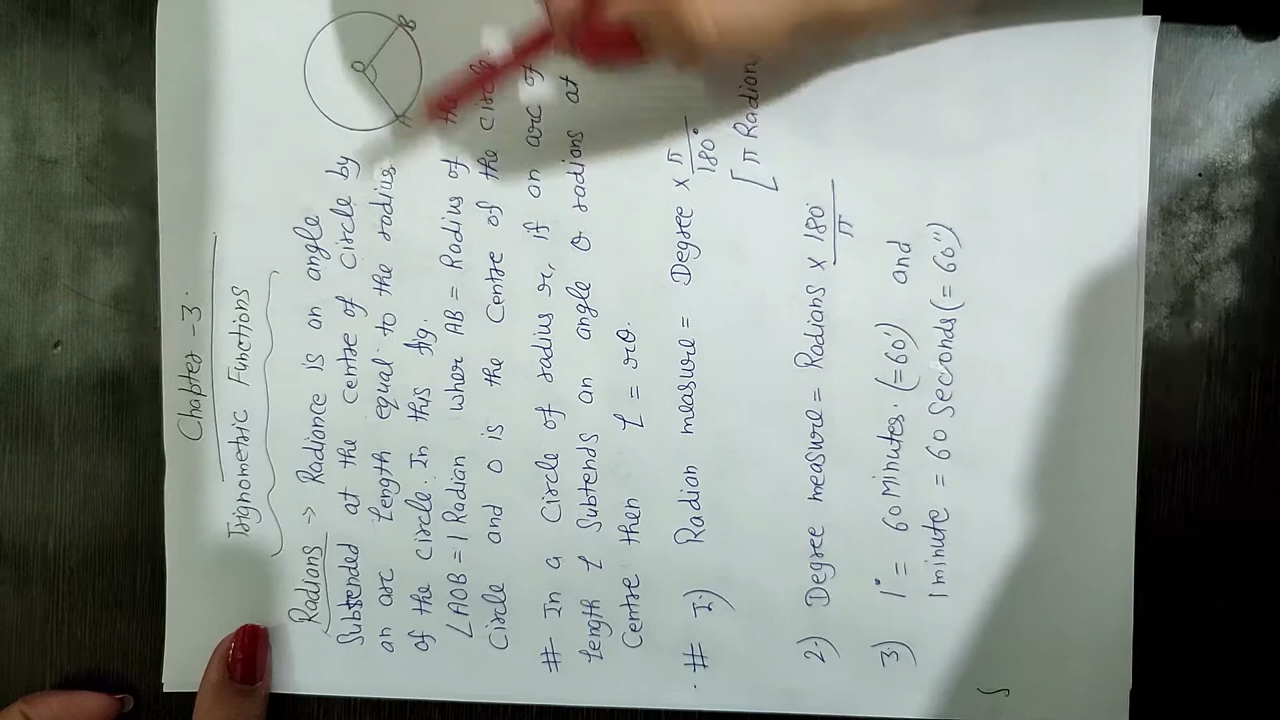 Chapter - 3.
Trignometric Functions
Radians -> Radiance is an angle
Subtended at the centre of circle by
an arc length equal to the radius
of the circle. In this fig.
∠AOB = 1 Radian wher AB = Radius of the
Circle and O is the Centre of the circle.
# In a Circle of radius r, if an arc of
length l Subtends an angle θ radians at
Centre then l = rθ.
# 1.) Radian measure = Degree × π/180°
[π Radian
2.) Degree measure = Radians × 180°/π
3) 1° = 60 Minutes. (=60') and
1 minute = 60 Seconds (= 60")
O
A
B